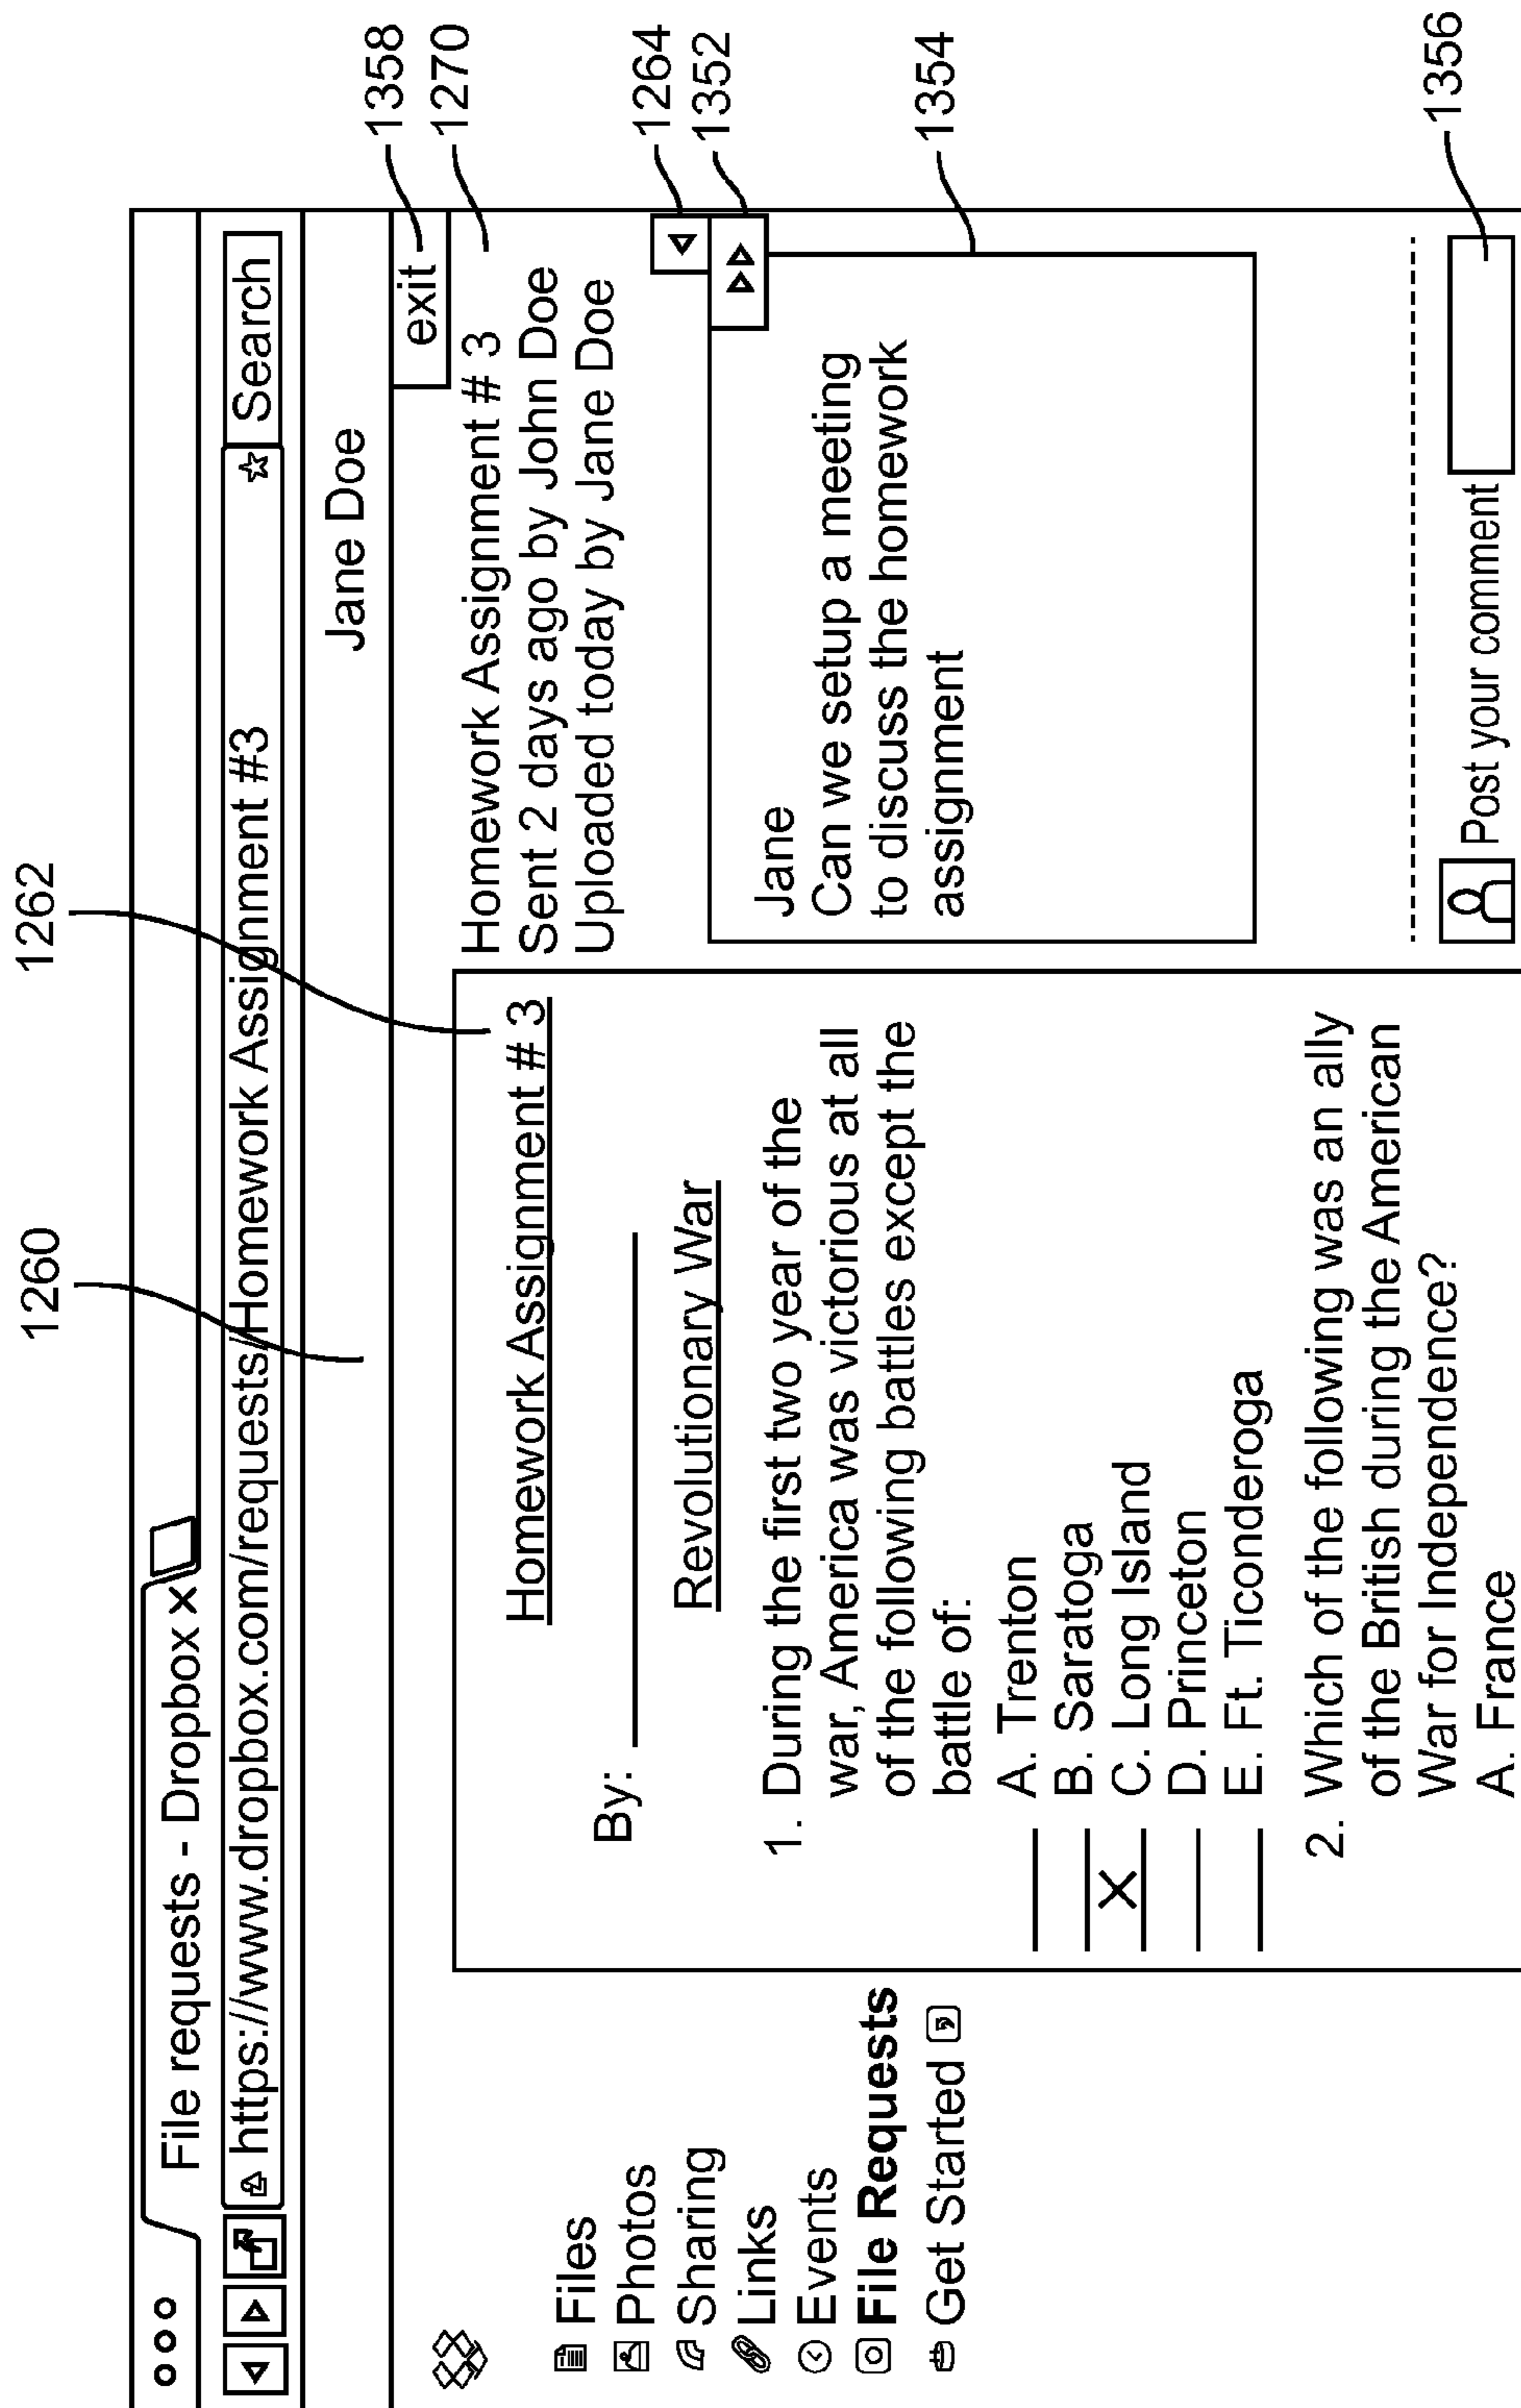 1260
1262
File requests - Dropbox X
https://www.dropbox.com/requests/Homework Assignment #3
Search
Jane Doe
exit
1358
1270
Files
Photos
Sharing
Links
Events
File Requests
Get Started
Homework Assignment # 3
By:
Revolutionary War
1. During the first two year of the
war, America was victorious at all
of the following battles except the
battle of:
A. Trenton
B. Saratoga
X C. Long Island
D. Princeton
E. Ft. Ticonderoga
2. Which of the following was an ally
of the British during the American
War for Independence?
A. France
Homework Assignment # 3
Sent 2 days ago by John Doe
Uploaded today by Jane Doe
1264
1352
1354
Jane
Can we setup a meeting
to discuss the homework
assignment
Post your comment
1356